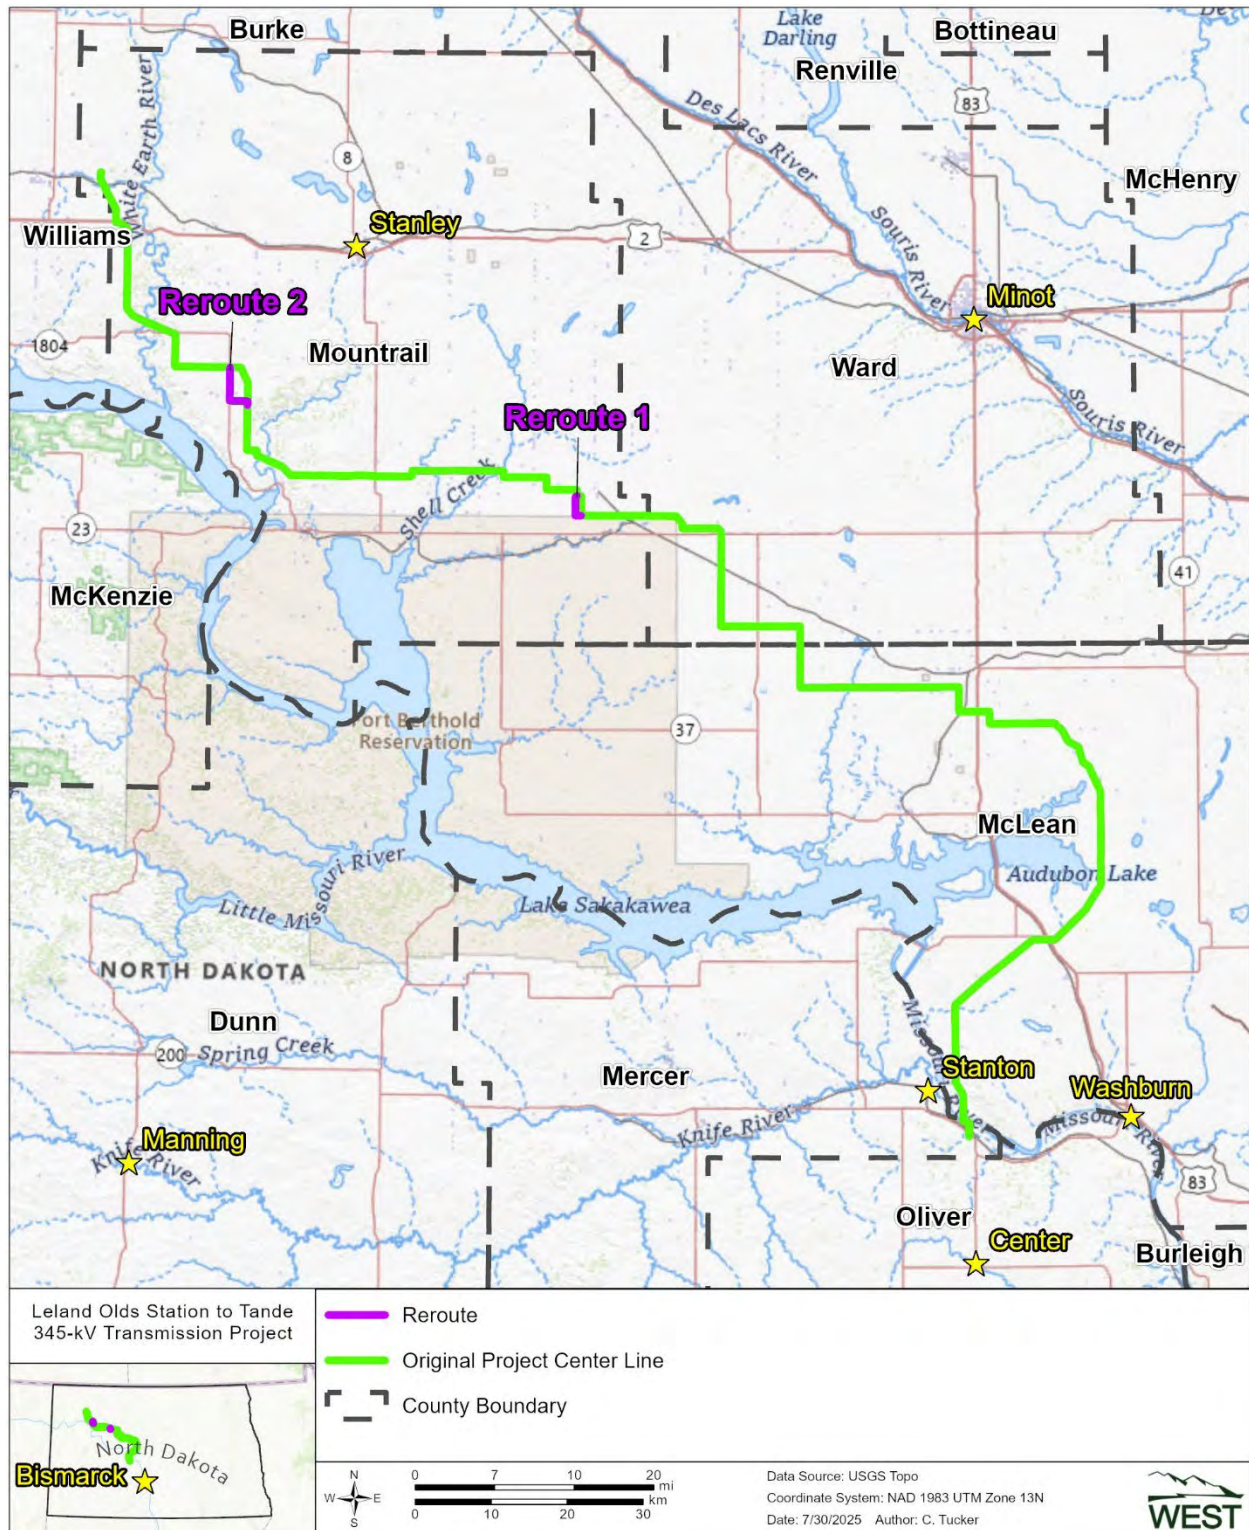 Burke
Lake
Darling
Bottineau
Renville
83
White Earth River
Des Lacs River
8
McHenry
Williams
Stanley
2
Souris River
Minot
Reroute 2
1804
Mountrail
Ward
Reroute 1
Souris River
Shell Creek
23
McKenzie
41
Fort Berthold
Reservation
37
McLean
Audubon Lake
Little Missouri River
Lake Sakakawea
NORTH DAKOTA
Dunn
200
Spring Creek
Missouri River
Mercer
Stanton
Washburn
Knife River
Missouri River
Manning
Knife River
83
Oliver
Center
Burleigh
Leland Olds Station to Tande
345-kV Transmission Project
Reroute
Original Project Center Line
County Boundary
North Dakota
Bismarck
N
W E
S
0 7 10 20
mi
km
0 10 20 30
Data Source: USGS Topo
Coordinate System: NAD 1983 UTM Zone 13N
Date: 7/30/2025 Author: C. Tucker
WEST